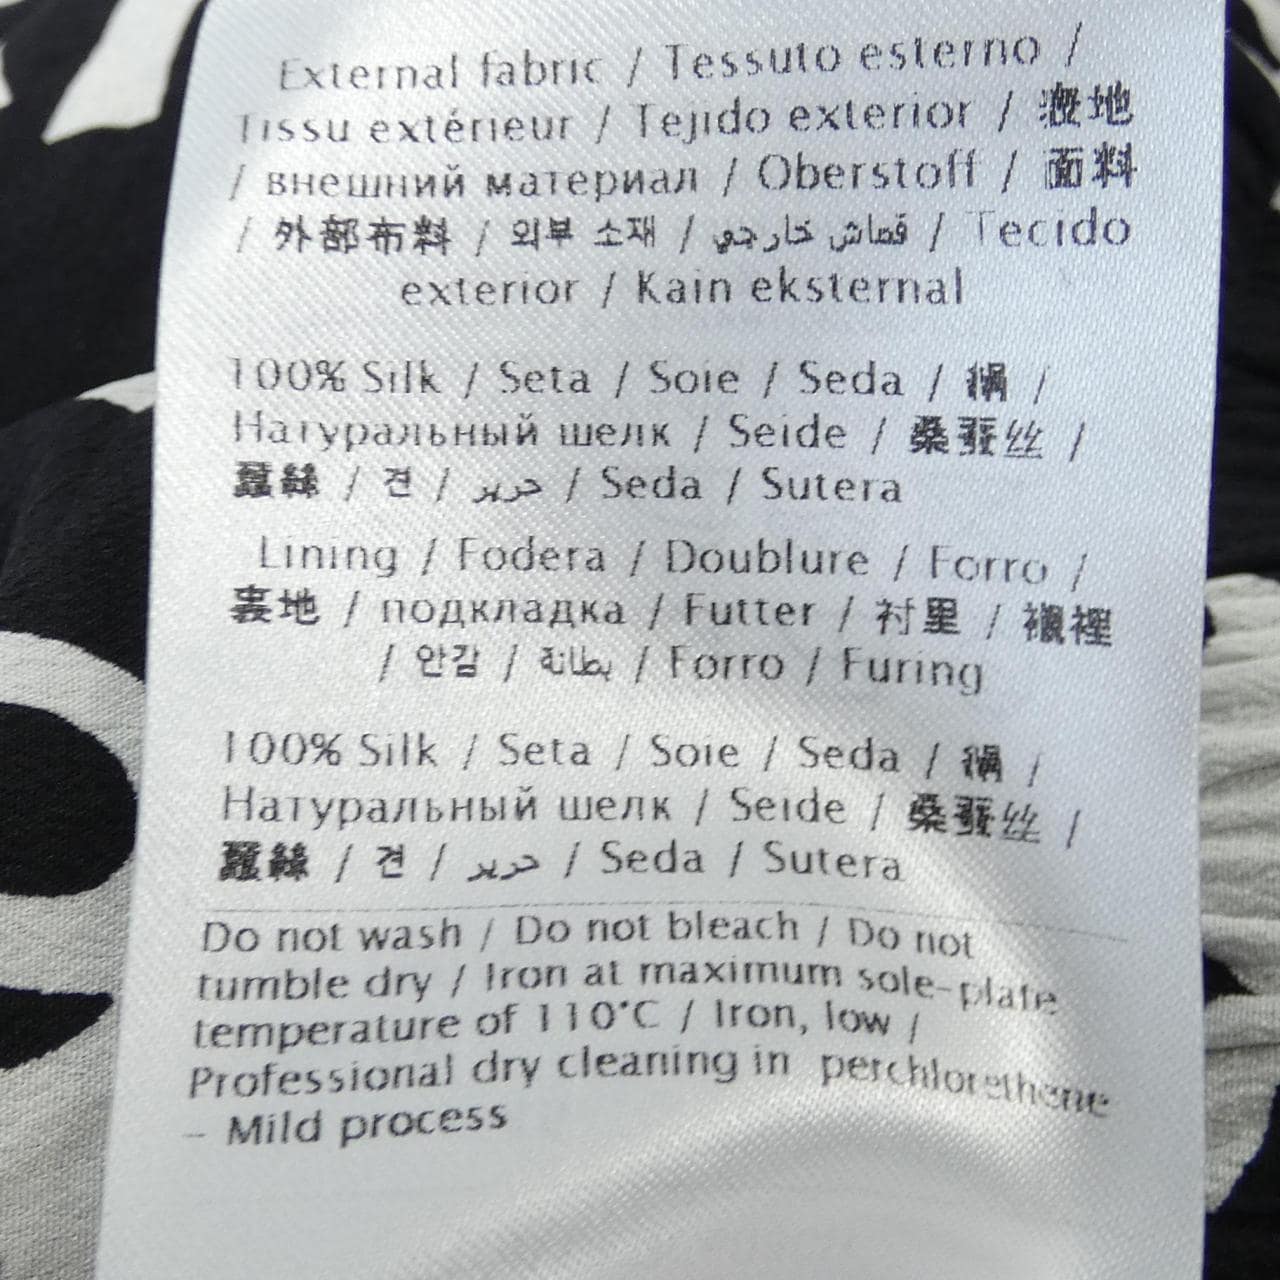 External fabric / Tessuto esterno /
Tissu extérieur / Tejido exterior / 表地
/ внешний материал / Oberstoff / 面料
/ 外部布料 / 외부 소재 / قماش خارجي / Tecido
exterior / Kain eksternal
100% Silk / Seta / Soie / Seda / 絹 /
Натуральный шелк / Seide / 桑蚕丝 /
蠶絲 / 견 / حرير / Seda / Sutera
Lining / Fodera / Doublure / Forro /
裏地 / подкладка / Futter / 衬里 / 襯裡
/ 안감 / بطانة / Forro / Furing
100% Silk / Seta / Soie / Seda / 絹 /
Натуральный шелк / Seide / 桑蚕丝 /
蠶絲 / 견 / حرير / Seda / Sutera
Do not wash / Do not bleach / Do not
tumble dry / Iron at maximum sole-plate
temperature of 110°C / Iron, low /
Professional dry cleaning in perchlorethene
- Mild process